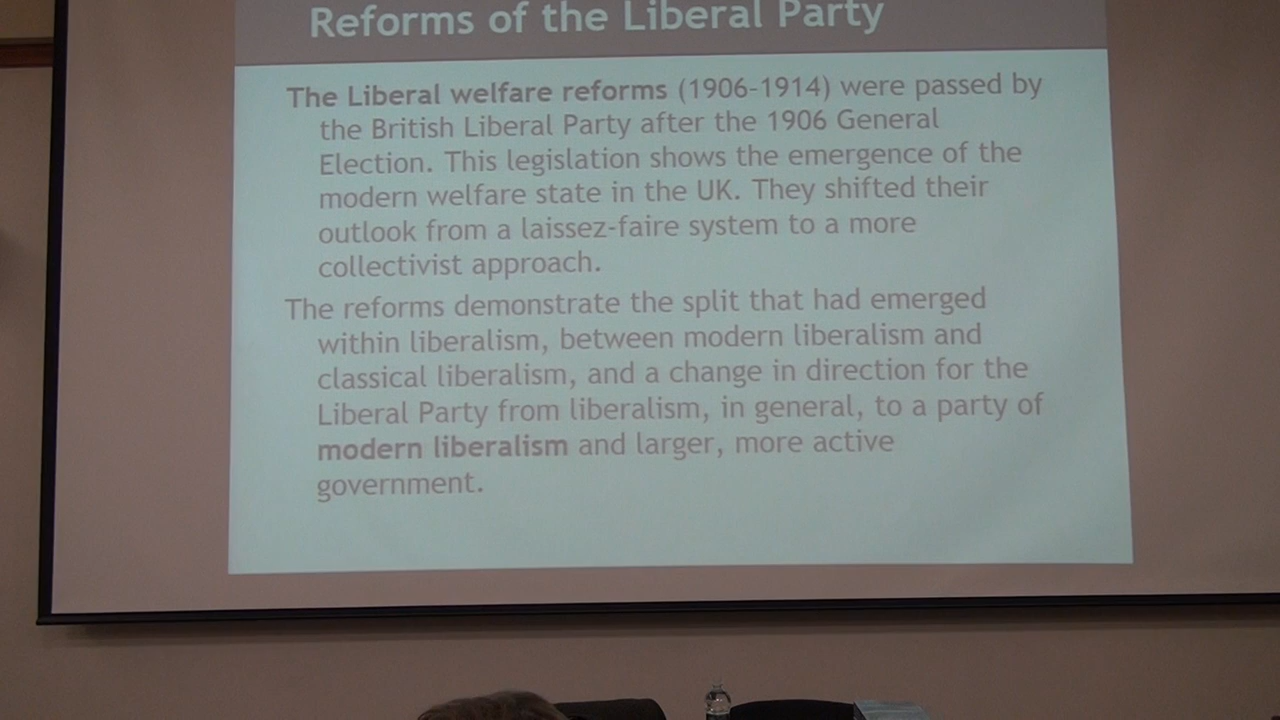 Reforms of the Liberal Party
The Liberal welfare reforms (1906-1914) were passed by
the British Liberal Party after the 1906 General
Election. This legislation shows the emergence of the
modern welfare state in the UK. They shifted their
outlook from a laissez-faire system to a more
collectivist approach.
The reforms demonstrate the split that had emerged
within liberalism, between modern liberalism and
classical liberalism, and a change in direction for the
Liberal Party from liberalism, in general, to a party of
modern liberalism and larger, more active
government.